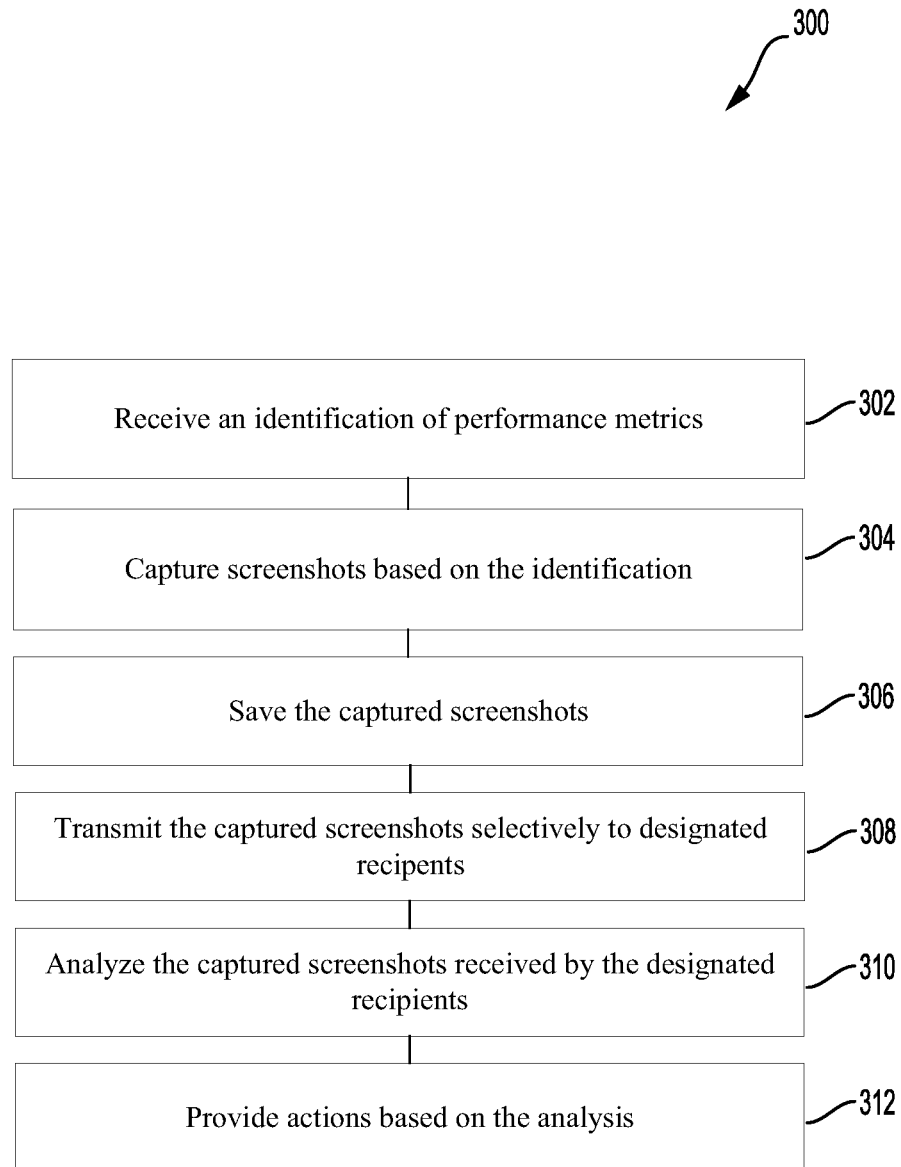 300
Receive an identification of performance metrics
302
Capture screenshots based on the identification
304
Save the captured screenshots
306
Transmit the captured screenshots selectively to designated
recipents
308
Analyze the captured screenshots received by the designated
recipients
310
Provide actions based on the analysis
312